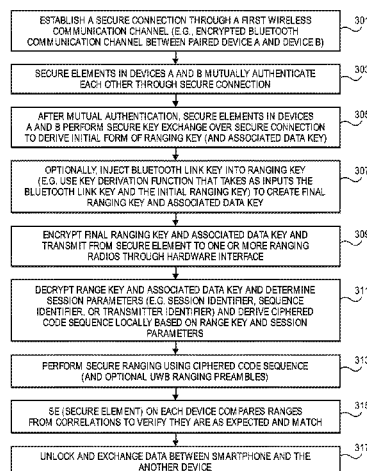 ESTABLISH A SECURE CONNECTION THROUGH A FIRST WIRELESS
COMMUNICATION CHANNEL (E.G., ENCRYPTED BLUETOOTH
COMMUNICATION CHANNEL BETWEEN PAIRED DEVICE A AND DEVICE B)
301
SECURE ELEMENTS IN DEVICES A AND B MUTUALLY AUTHENTICATE
EACH OTHER THROUGH SECURE CONNECTION
303
AFTER MUTUAL AUTHENTICATION, SECURE ELEMENTS IN DEVICES
A AND B PERFORM SECURE KEY EXCHANGE OVER SECURE CONNECTION
TO DERIVE INITIAL FORM OF RANGING KEY (AND ASSOCIATED DATA KEY)
305
OPTIONALLY, INJECT BLUETOOTH LINK KEY INTO RANGING KEY
(E.G. USE KEY DERIVATION FUNCTION THAT TAKES AS INPUTS THE
BLUETOOTH LINK KEY AND THE INITIAL RANGING KEY) TO CREATE FINAL
RANGING KEY AND ASSOCIATED DATA KEY
307
ENCRYPT FINAL RANGING KEY AND ASSOCIATED DATA KEY AND
TRANSMIT FROM SECURE ELEMENT TO ONE OR MORE RANGING
RADIOS THROUGH HARDWARE INTERFACE
309
DECRYPT RANGE KEY AND ASSOCIATED DATA KEY AND DETERMINE
SESSION PARAMETERS (E.G. SESSION IDENTIFIER, SEQUENCE
IDENTIFIER, OR TRANSMITTER IDENTIFIER) AND DERIVE CIPHERED
CODE SEQUENCE LOCALLY BASED ON RANGE KEY AND SESSION
PARAMETERS
311
PERFORM SECURE RANGING USING CIPHERED CODE SEQUENCE
(AND OPTIONAL UWB RANGING PREAMBLES)
313
SE (SECURE ELEMENT) ON EACH DEVICE COMPARES RANGES
FROM CORRELATIONS TO VERIFY THEY ARE AS EXPECTED AND MATCH
315
UNLOCK AND EXCHANGE DATA BETWEEN SMARTPHONE AND THE
ANOTHER DEVICE
317